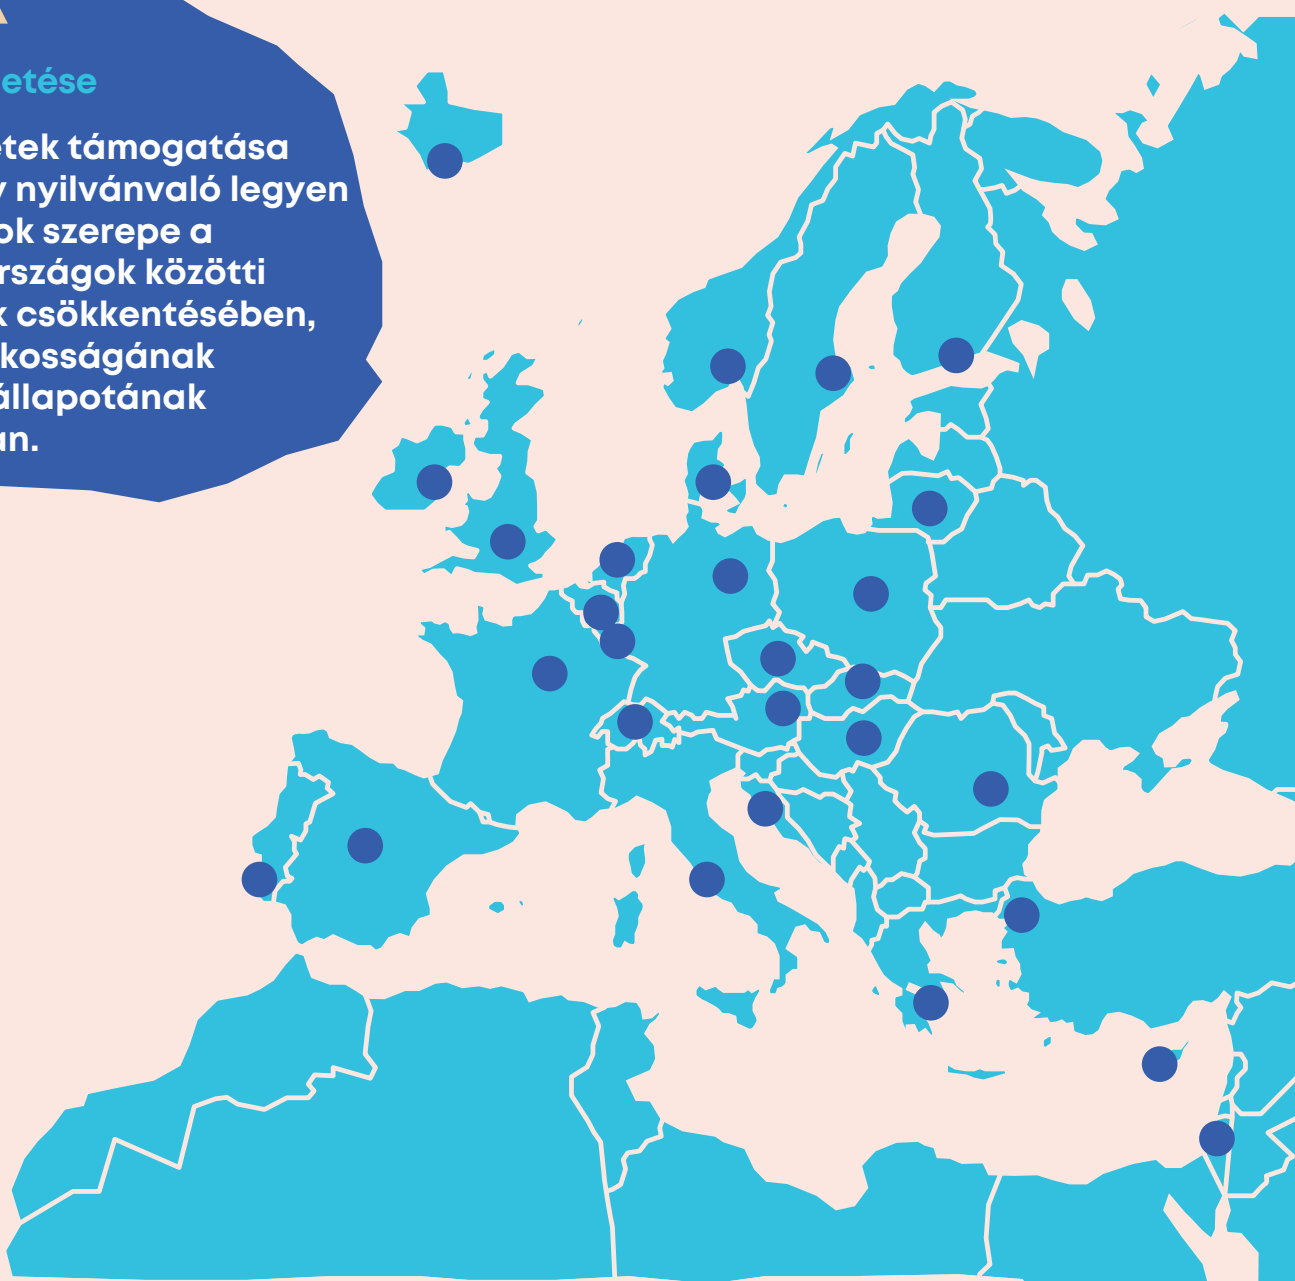 etése
etek támogatása
y nyilvánvaló legyen
ok szerepe a
rszágok közötti
k csökkentésében,
kosságának
állapotának
an.